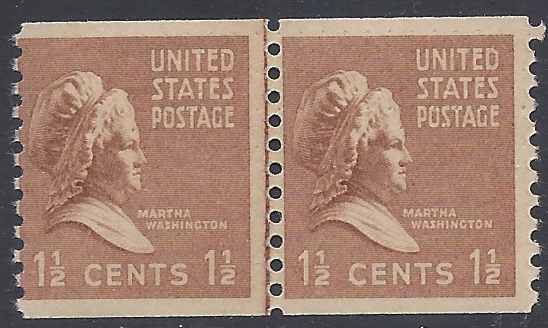 UNITED
STATES
POSTAGE
MARTHA
WASHINGTON
1½ CENTS 1½
UNITED
STATES
POSTAGE
MARTHA
WASHINGTON
1½ CENTS 1½